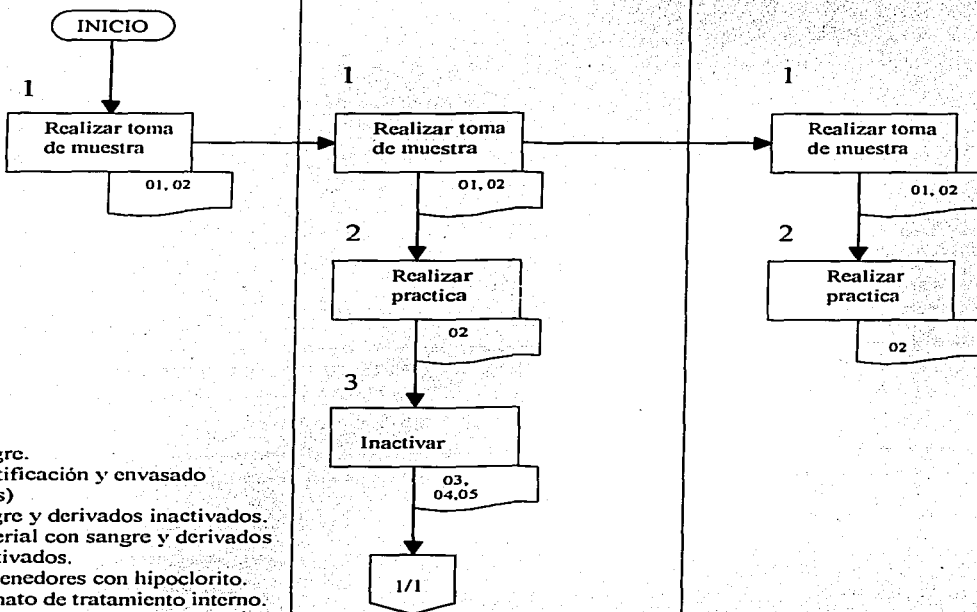 INICIO
1
Realizar toma
de muestra
01, 02
1
Realizar toma
de muestra
01, 02
2
Realizar
practica
02
3
Inactivar
03,
04,05
1/1
1
Realizar toma
de muestra
01, 02
2
Realizar
practica
02
gre.
tificación y envasado
s)
gre y derivados inactivados.
erial con sangre y derivados
tivados.
enedores con hipoclorito.
nato de tratamiento interno.